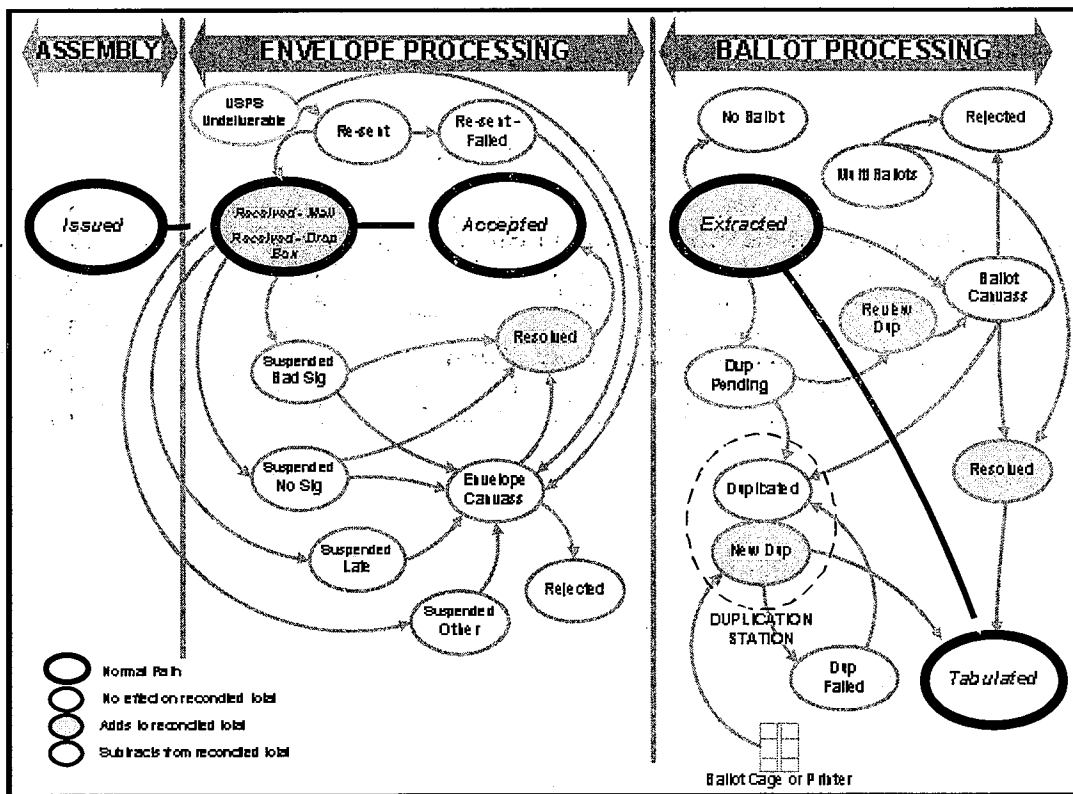 ASSEMBLY
ENVELOPE PROCESSING
BALLOT PROCESSING
USPS
Undeliverable
Re-sent
Re-sent -
Failed
No Ballot
Rejected
Multi Ballots
Issued
Received - Mail
Received - Drop
Box
Accepted
Extracted
Ballot
Canvass
Review
Dup
Resolved
Suspended
Bad Sig
Dup
Pending
Suspended
No Sig
Envelope
Canvass
Duplicated
Resolved
New Dup
Suspended
Late
Rejected
Suspended
Other
DUPLICATION
STATION
Dup
Failed
Tabulated
Normal Path
No effect on reconciled total
Adds to reconciled total
Subtracts from reconciled total
Ballot Cage or Printer